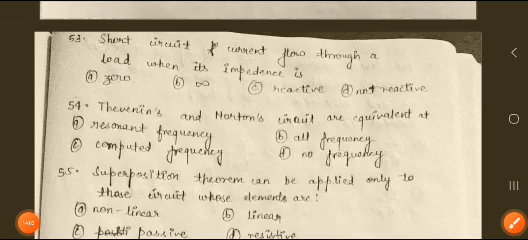 53. Short circuit current flow through a
load when its impedence is
(a) zero (b) ∞ (c) reactive (d) not reactive
54. Thevenin's and Norton's circuit are equivalent at
(a) resonant frequency (b) all frequency
(c) computed frequency (d) no frequency
55. Superposition theorem can be applied only to
those circuit whose elements are :
(a) non-linear (b) linear
(c) passive (d) resistive